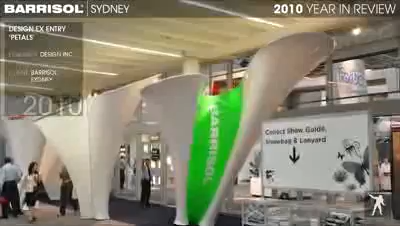 BARRISOL® SYDNEY
2010 YEAR IN REVIEW
DESIGN EX ENTRY
'PETALS'
DESIGN INC
CLIENT BARRISOL
SYDNEY
2010
BARRISOL
Collect Show Guide,
Showbag & Lanyard